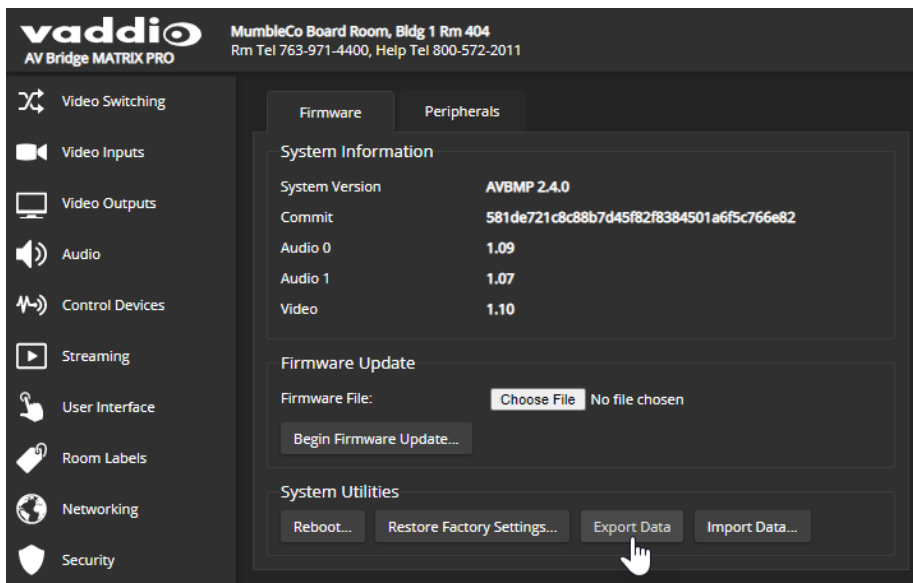 vaddio
AV Bridge MATRIX PRO
MumbleCo Board Room, Bldg 1 Rm 404
Rm Tel 763-971-4400, Help Tel 800-572-2011
Video Switching
Video Inputs
Video Outputs
Audio
Control Devices
Streaming
User Interface
Room Labels
Networking
Security
Firmware Peripherals
System Information
System Version AVBMP 2.4.0
Commit 581de721c8c88b7d45f82f8384501a6f5c766e82
Audio 0 1.09
Audio 1 1.07
Video 1.10
Firmware Update
Firmware File: Choose File No file chosen
Begin Firmware Update...
System Utilities
Reboot... Restore Factory Settings... Export Data Import Data...